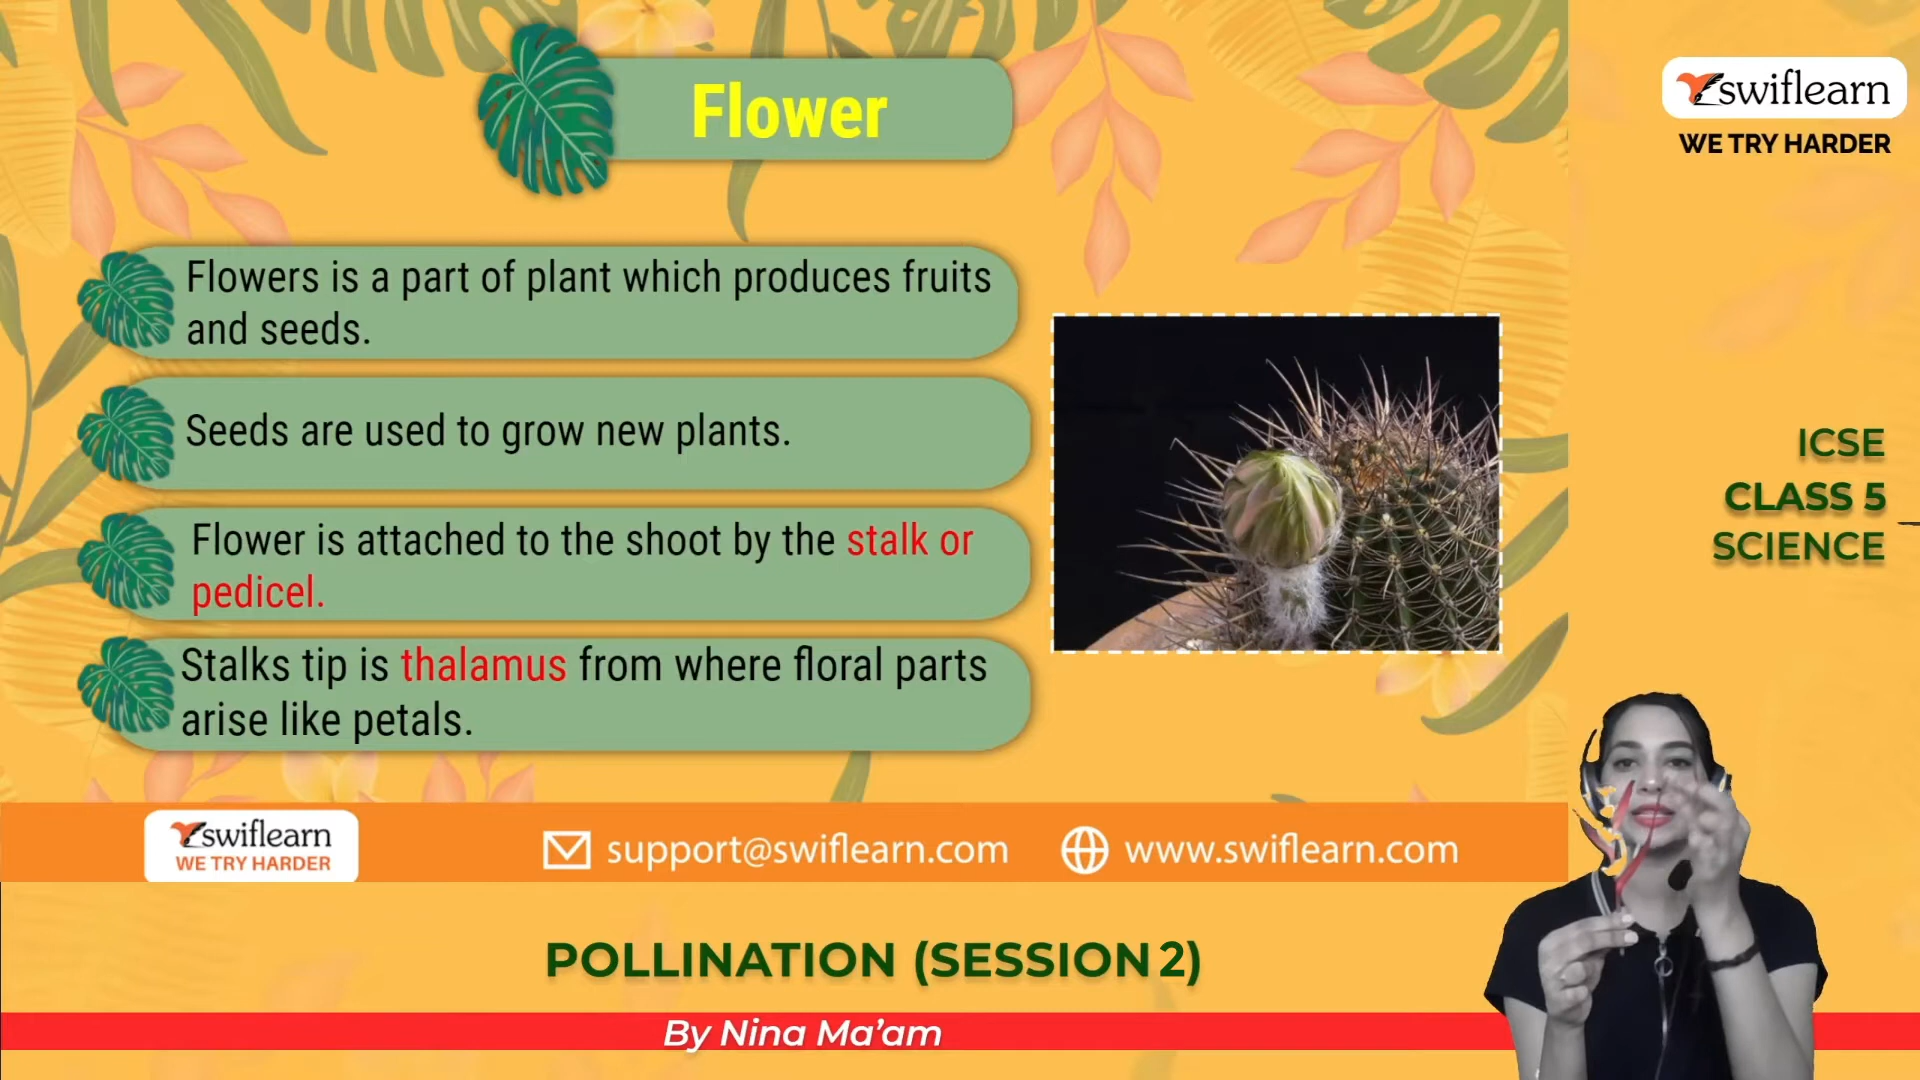 Flower
swiflearn
WE TRY HARDER
Flowers is a part of plant which produces fruits
and seeds.
Seeds are used to grow new plants.
Flower is attached to the shoot by the stalk or
pedicel.
Stalks tip is thalamus from where floral parts
arise like petals.
ICSE
CLASS 5
SCIENCE
swiflearn
WE TRY HARDER
support@swiflearn.com
www.swiflearn.com
POLLINATION (SESSION 2)
By Nina Ma’am